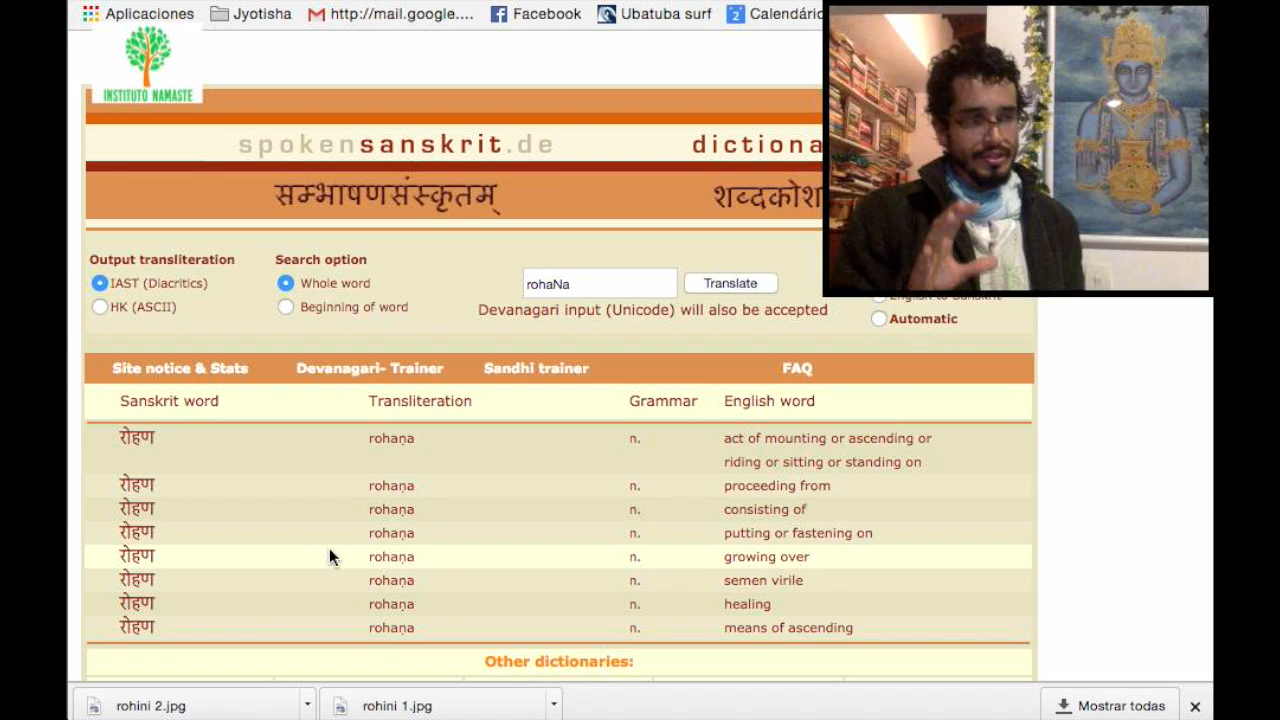 Aplicações Jyotisha http://mail.google.... Facebook Ubatuba surf 2 Calendário
INSTITUTO NAMASTE
spokensanskrit.de
सम्भाषणसंस्कृतम्
Output transliteration Search option
IAST (Diacritics) Whole word rohaNa Translate
HK (ASCII) Beginning of word Devanagari input (Unicode) will also be accepted English to Sanskrit
Automatic
Site notice & Stats Devanagari- Trainer Sandhi trainer FAQ
Sanskrit word Transliteration Grammar English word
रोहण rohaṇa n. act of mounting or ascending or
riding or sitting or standing on
रोहण rohaṇa n. proceeding from
रोहण rohaṇa n. consisting of
रोहण rohaṇa n. putting or fastening on
रोहण rohaṇa n. growing over
रोहण rohaṇa n. semen virile
रोहण rohaṇa n. healing
रोहण rohaṇa n. means of ascending
Other dictionaries:
rohini 2.jpg rohini 1.jpg Mostrar todas